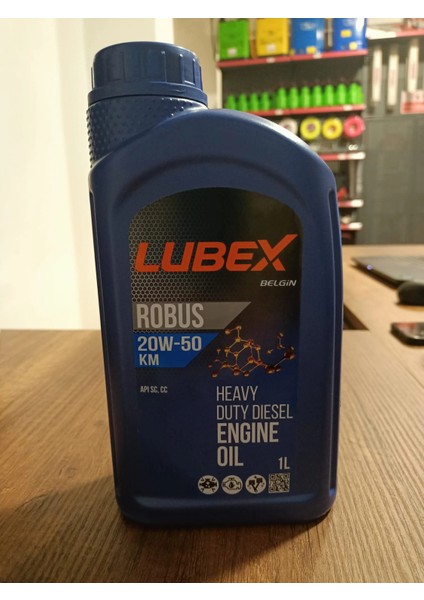 LUBEX
BELGiN
ROBUS
20W-50
KM
API SC, CC
HEAVY
DUTY DIESEL
ENGINE
OIL
1L